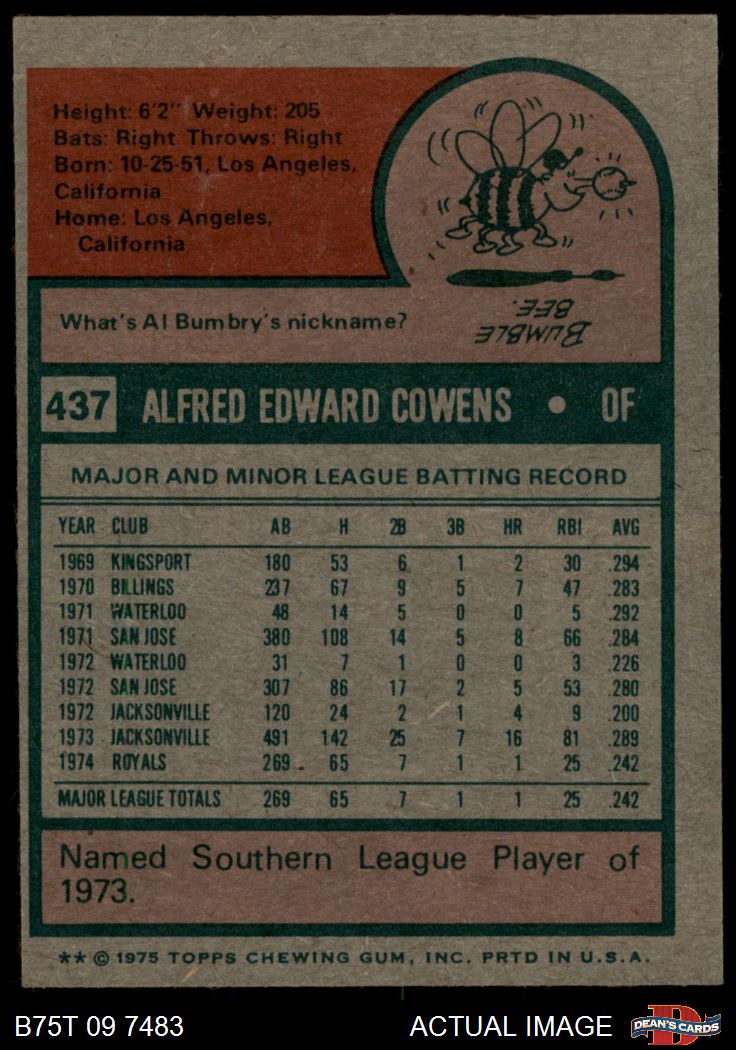 Height: 6'2" Weight: 205
Bats: Right Throws: Right
Born: 10-25-51, Los Angeles,
California
Home: Los Angeles,
California
What's Al Bumbry's nickname?
BUMBLE
BEE.
437 ALFRED EDWARD COWENS • OF
MAJOR AND MINOR LEAGUE BATTING RECORD
YEAR CLUB AB H 2B 3B HR RBI AVG
1969 KINGSPORT 180 53 6 1 2 30 .294
1970 BILLINGS 237 67 9 5 7 47 .283
1971 WATERLOO 48 14 5 0 0 5 .292
1971 SAN JOSE 380 108 14 5 8 66 .284
1972 WATERLOO 31 7 1 0 0 3 .226
1972 SAN JOSE 307 86 17 2 5 53 .280
1972 JACKSONVILLE 120 24 2 1 4 9 .200
1973 JACKSONVILLE 491 142 25 7 16 81 .289
1974 ROYALS 269 65 7 1 1 25 .242
MAJOR LEAGUE TOTALS 269 65 7 1 1 25 .242
Named Southern League Player of
1973.
** © 1975 TOPPS CHEWING GUM, INC. PRTD IN U.S.A.
B75T 09 7483 ACTUAL IMAGE DEAN'S CARDS